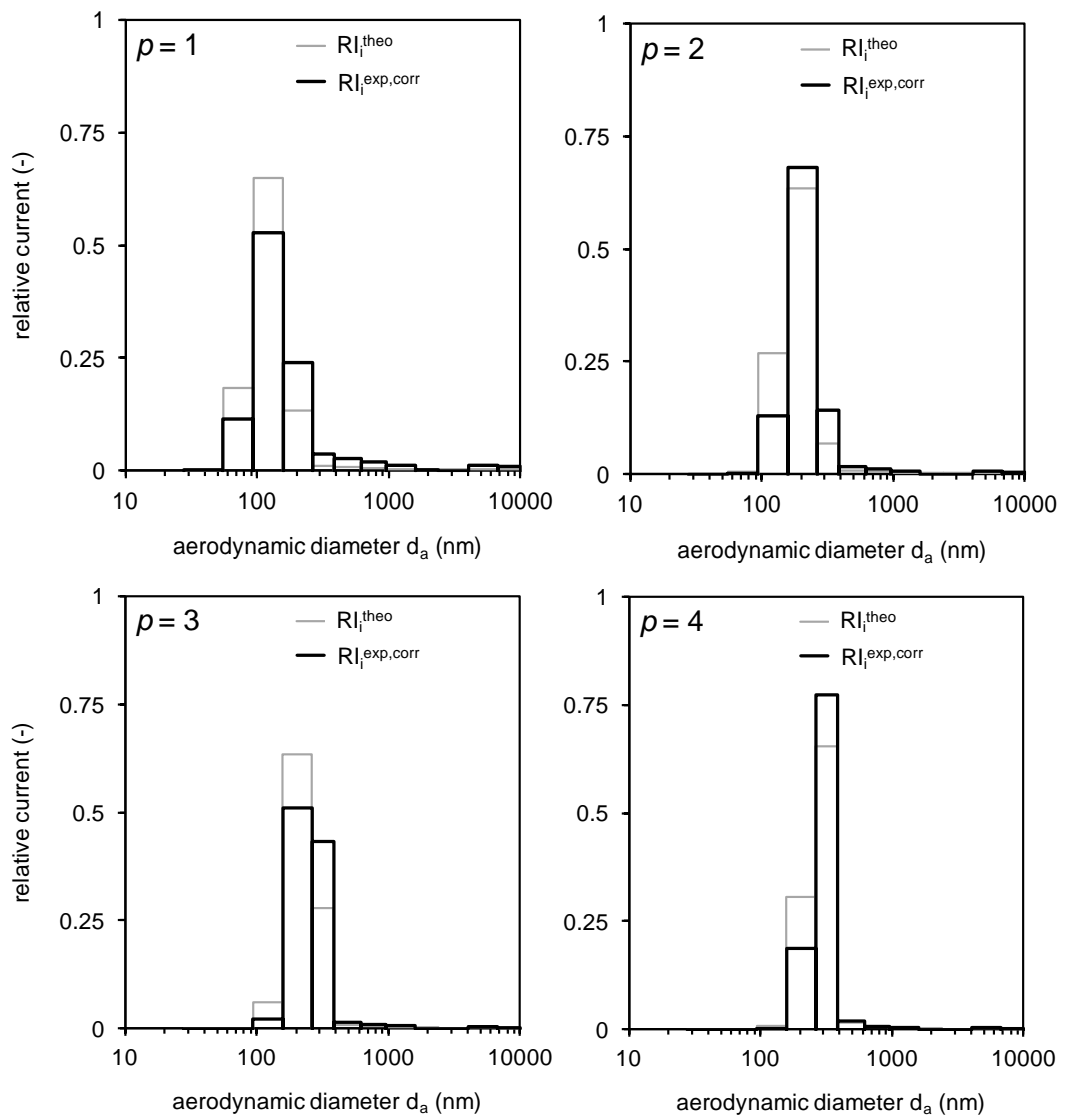 p = 1
RIᵢᵗʰᵉᵒ
RIᵢᵉˣᵖ,ᶜᵒʳʳ
relative current (-)
1
0.75
0.5
0.25
0
10 100 1000 10000
aerodynamic diameter dₐ (nm)
p = 2
RIᵢᵗʰᵉᵒ
RIᵢᵉˣᵖ,ᶜᵒʳʳ
1
0.75
0.5
0.25
0
10 100 1000 10000
aerodynamic diameter dₐ (nm)
p = 3
RIᵢᵗʰᵉᵒ
RIᵢᵉˣᵖ,ᶜᵒʳʳ
relative current (-)
1
0.75
0.5
0.25
0
10 100 1000 10000
aerodynamic diameter dₐ (nm)
p = 4
RIᵢᵗʰᵉᵒ
RIᵢᵉˣᵖ,ᶜᵒʳʳ
1
0.75
0.5
0.25
0
10 100 1000 10000
aerodynamic diameter dₐ (nm)